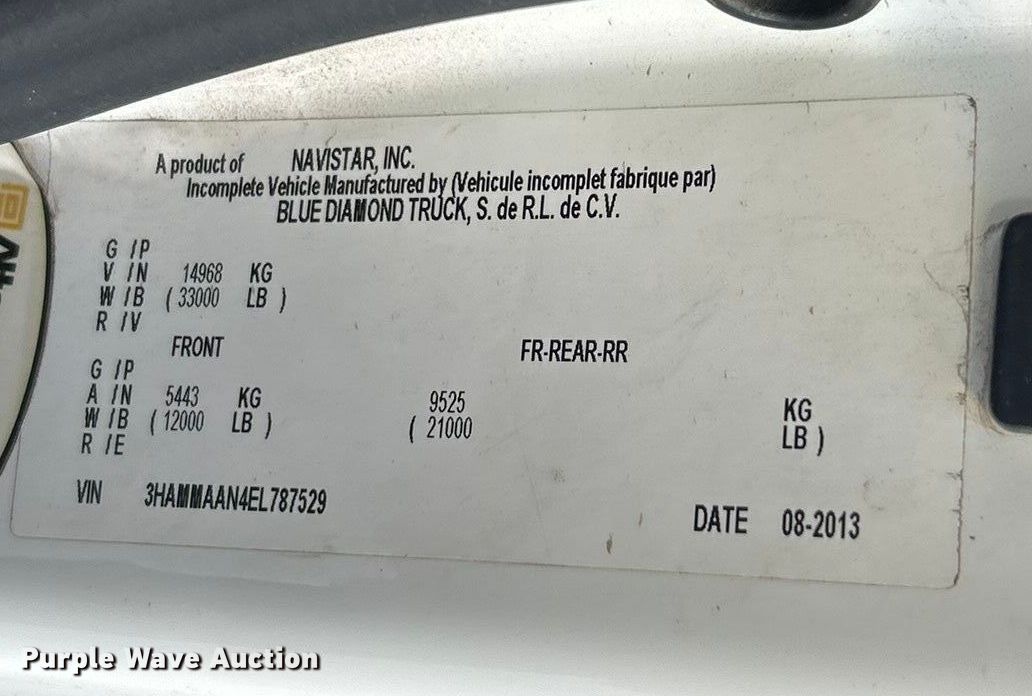 A product of NAVISTAR, INC.
Incomplete Vehicle Manufactured by (Vehicule incomplet fabrique par)
BLUE DIAMOND TRUCK, S. de R.L. de C.V.
G /P
V /N 14968 KG
W /B ( 33000 LB )
R /V
FRONT FR-REAR-RR
G /P
A /N 5443 KG 9525 KG
W /B ( 12000 LB ) ( 21000 LB )
R /E
VIN 3HAMMAAN4EL787529 DATE 08-2013
Purple Wave Auction